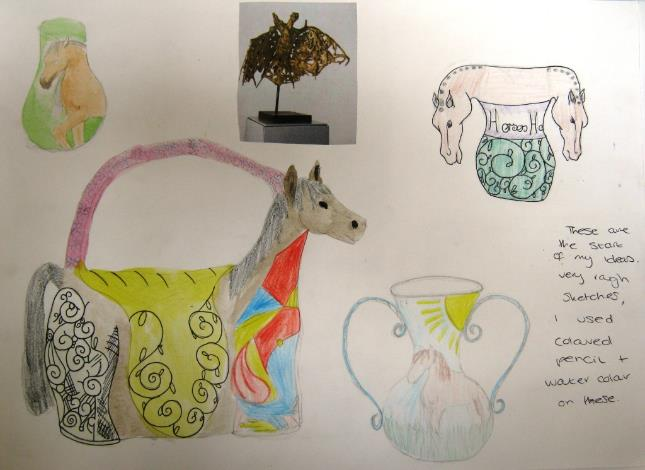 These are
the start
of my ideas.
very rough
sketches,
I used
coloured
pencil +
water colour
on these.